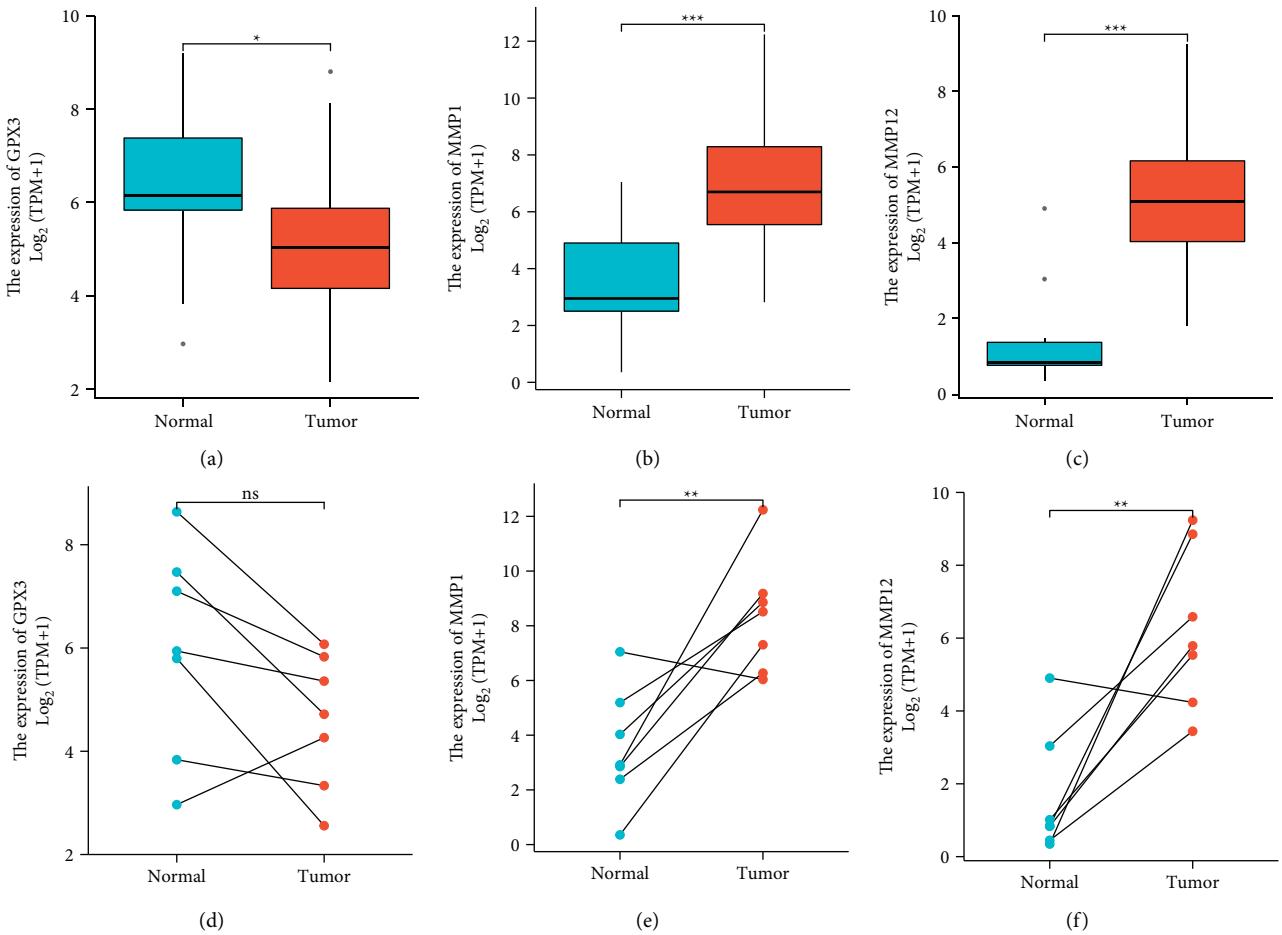 The expression of GPX3
Log₂ (TPM+1)
10
8
6
4
2
*
Normal
Tumor
(a)
The expression of MMP1
Log₂ (TPM+1)
12
10
8
6
4
2
0
***
Normal
Tumor
(b)
The expression of MMP12
Log₂ (TPM+1)
10
8
6
4
2
0
***
Normal
Tumor
(c)
The expression of GPX3
Log₂ (TPM+1)
8
6
4
2
ns
Normal
Tumor
(d)
The expression of MMP1
Log₂ (TPM+1)
12
10
8
6
4
2
0
**
Normal
Tumor
(e)
The expression of MMP12
Log₂ (TPM+1)
10
8
6
4
2
0
**
Normal
Tumor
(f)